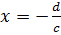 x = −d/c